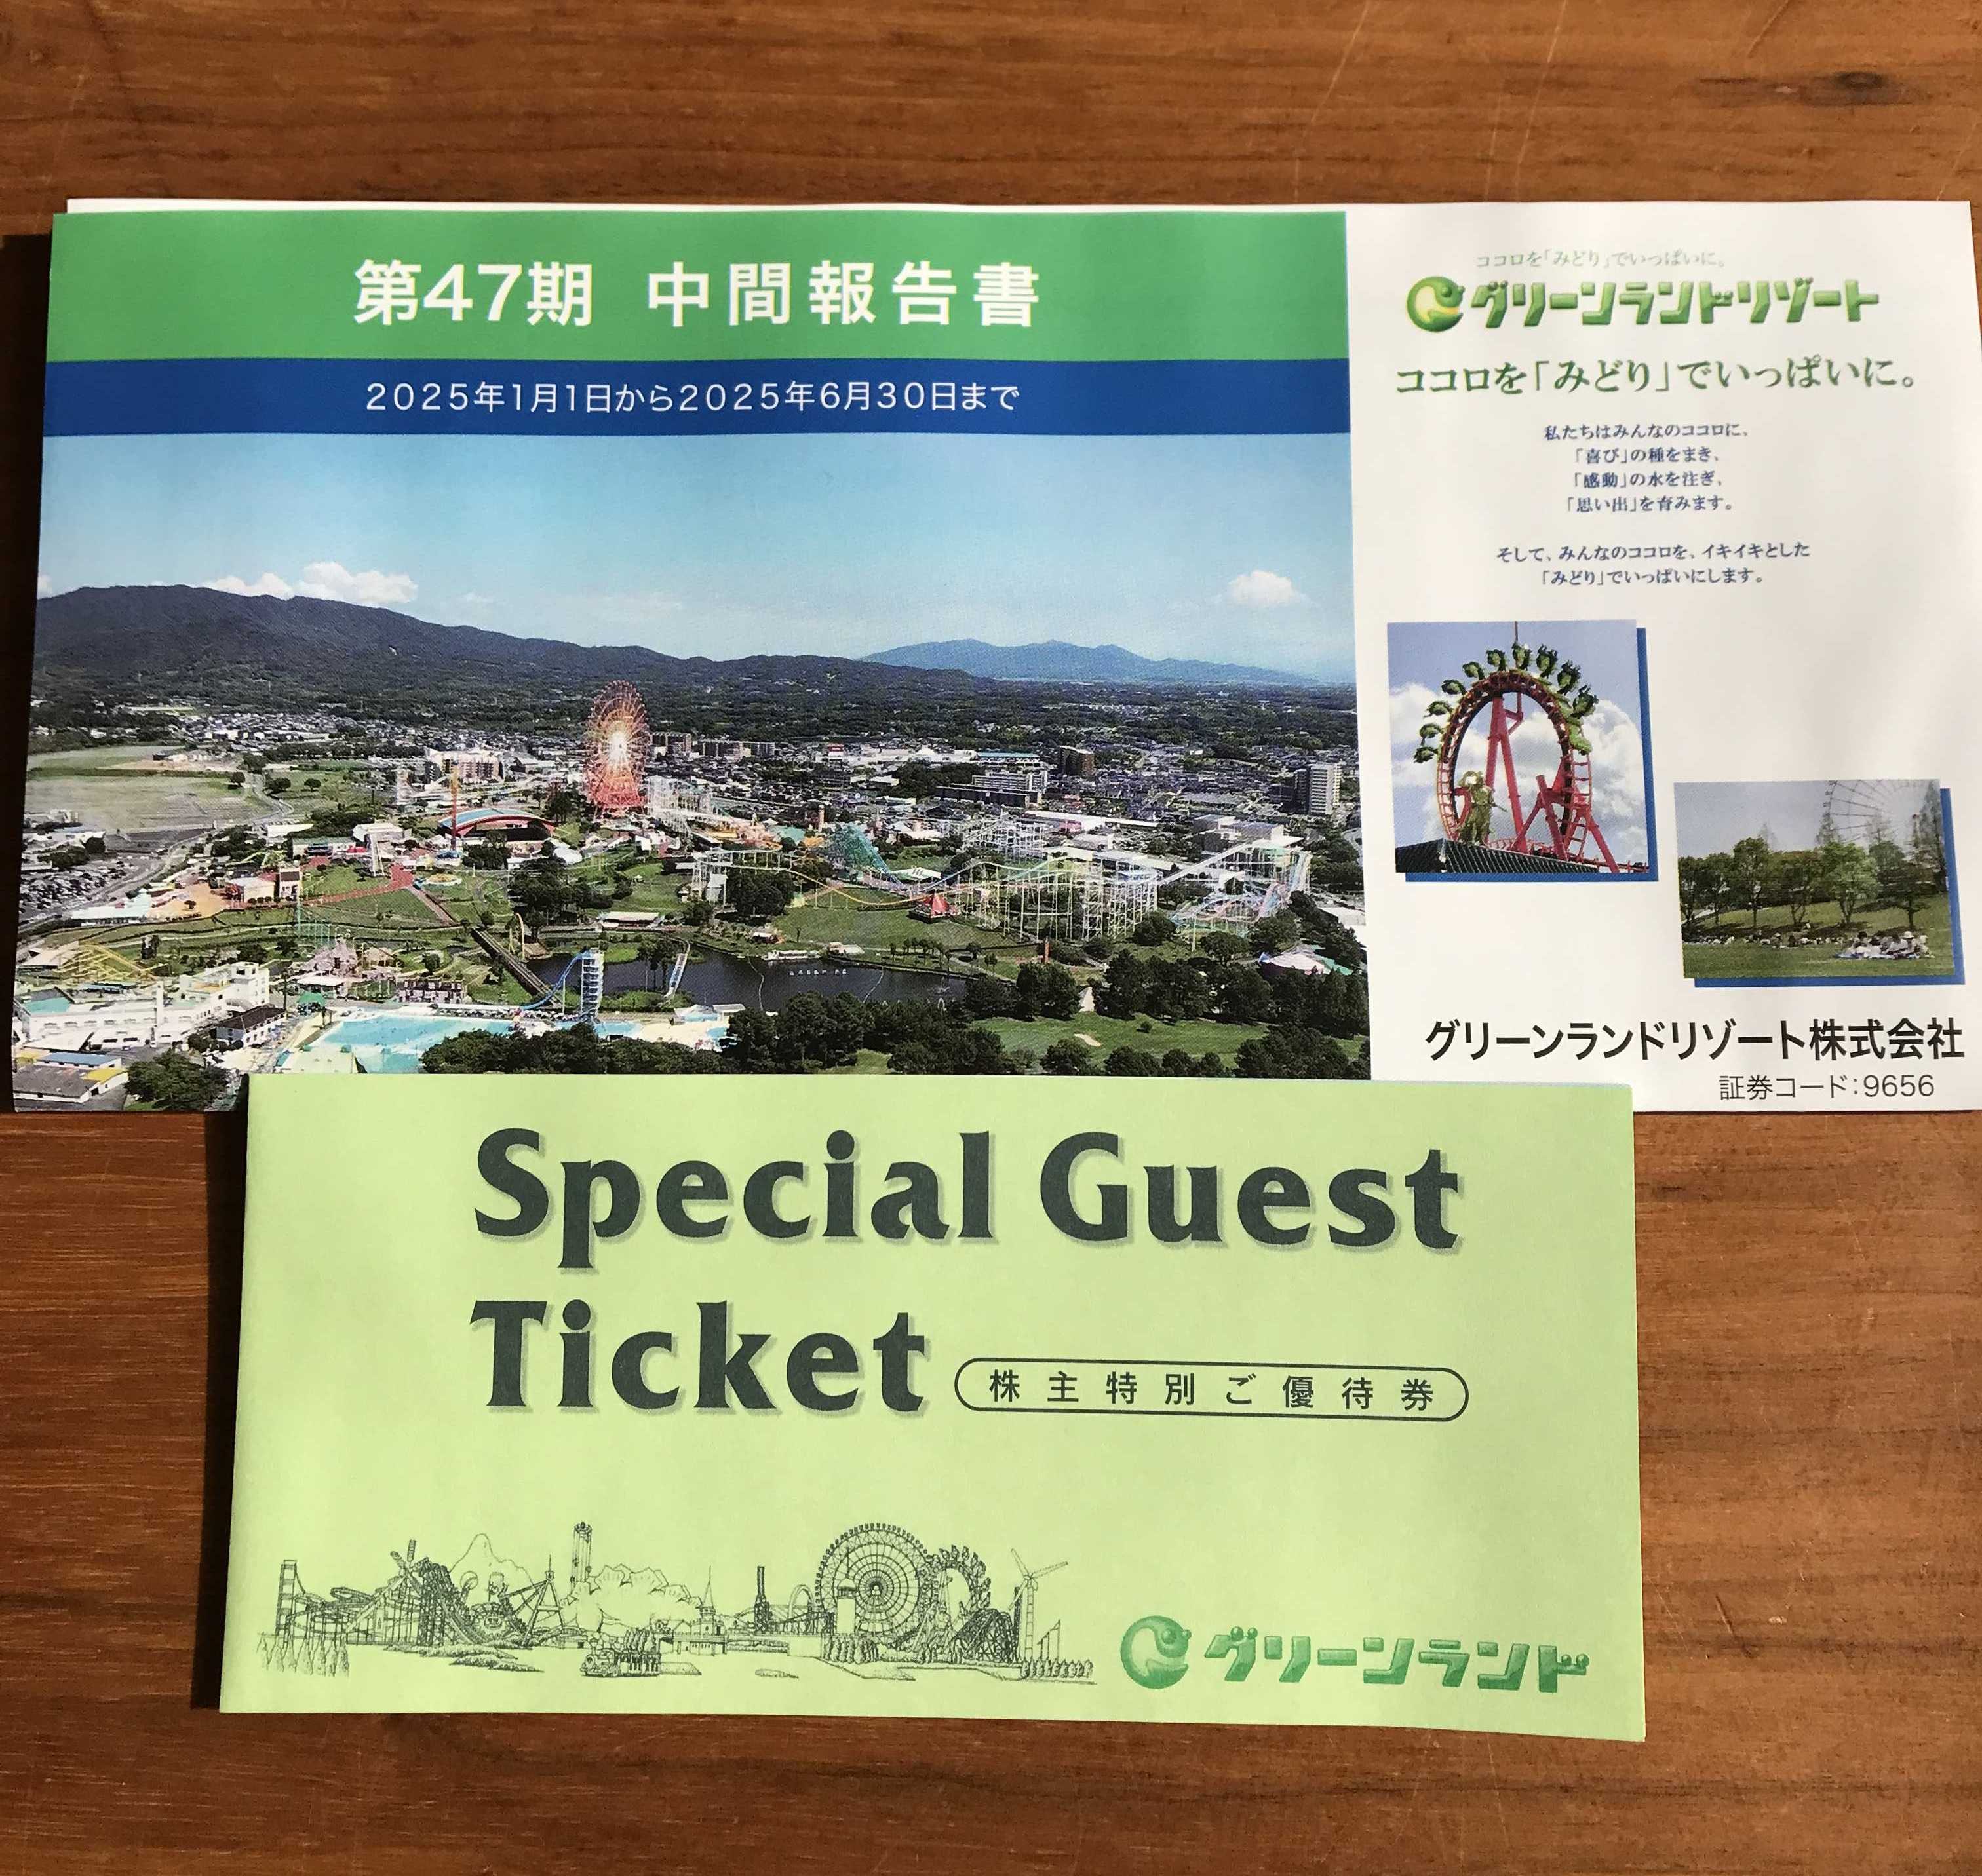 第47期 中間報告書
2025年1月1日から2025年6月30日まで
ココロを「みどり」でいっぱいに。
グリーンランドリゾート
ココロを「みどり」でいっぱいに。
私たちはみんなのココロに、
「喜び」の種をまき、
「感動」の水を注ぎ、
「思い出」を育みます。
そして、みんなのココロを、イキイキとした
「みどり」でいっぱいにします。
グリーンランドリゾート株式会社
証券コード:9656
Special Guest
Ticket 株主特別ご優待券
グリーンランド